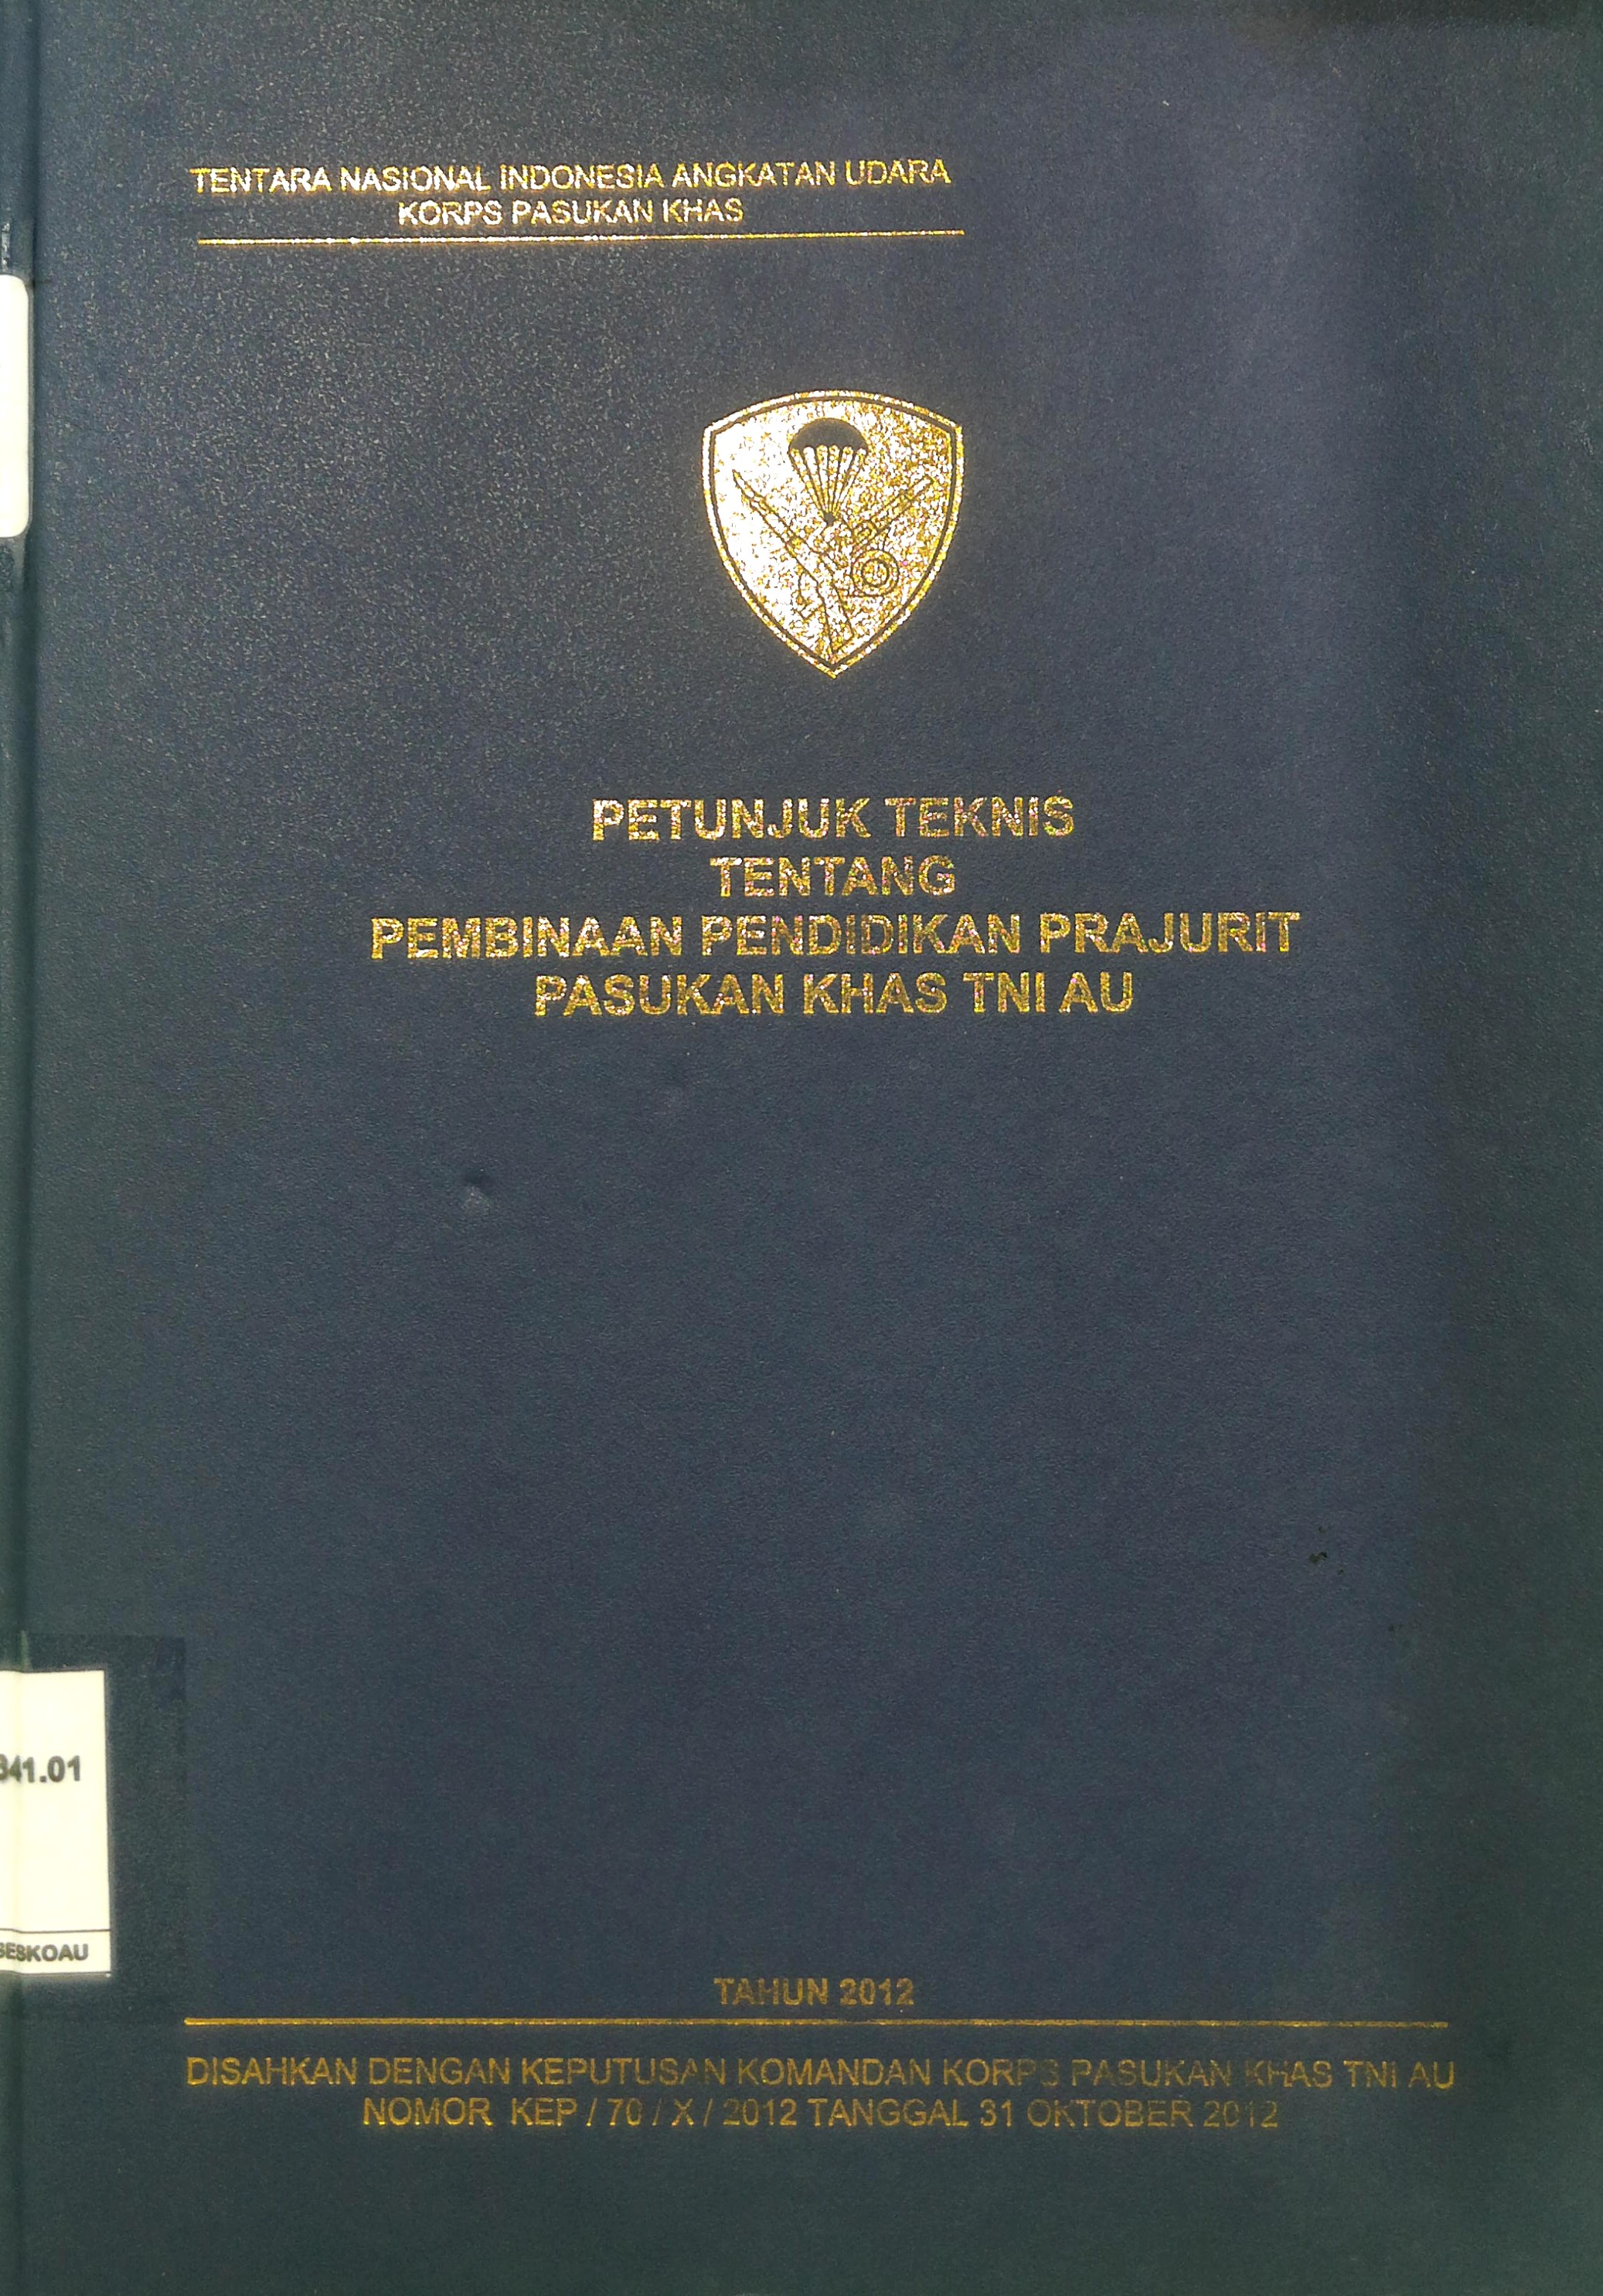 TENTARA NASIONAL INDONESIA ANGKATAN UDARA
KORPS PASUKAN KHAS
PETUNJUK TEKNIS
TENTANG
PEMBINAAN PENDIDIKAN PRAJURIT
PASUKAN KHAS TNI AU
341.01
SESKOAU
TAHUN 2012
DISAHKAN DENGAN KEPUTUSAN KOMANDAN KORPS PASUKAN KHAS TNI AU
NOMOR KEP / 70 / X / 2012 TANGGAL 31 OKTOBER 2012